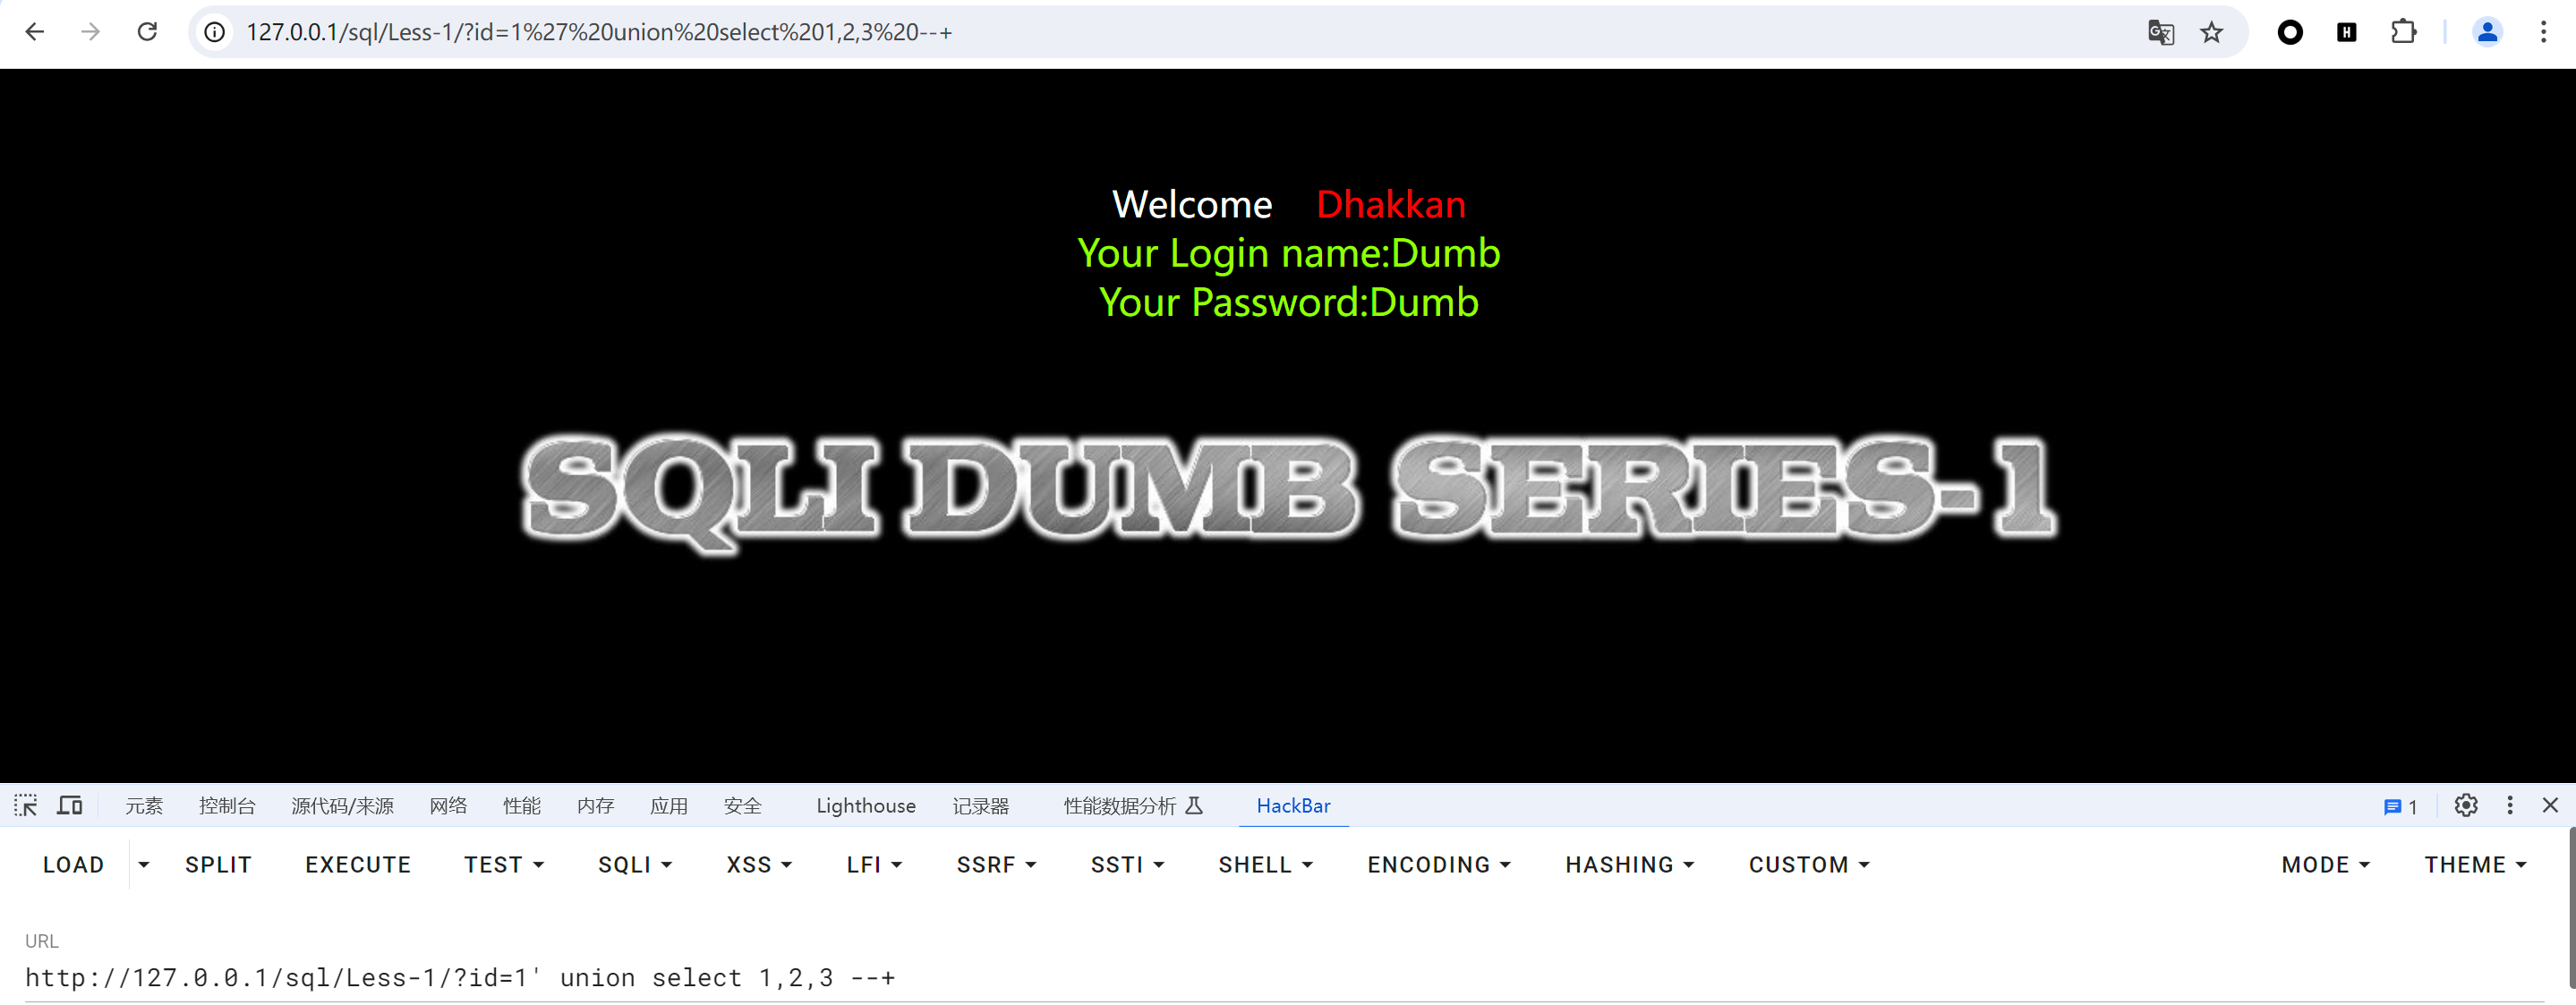 127.0.0.1/sql/Less-1/?id=1%27%20union%20select%201,2,3%20--+
Welcome Dhakkan
Your Login name:Dumb
Your Password:Dumb
SQLI DUMB SERIES-1
元素 控制台 源代码/来源 网络 性能 内存 应用 安全 Lighthouse 记录器 性能数据分析 HackBar 1
LOAD SPLIT EXECUTE TEST SQLI XSS LFI SSRF SSTI SHELL ENCODING HASHING CUSTOM MODE THEME
URL
http://127.0.0.1/sql/Less-1/?id=1' union select 1,2,3 --+